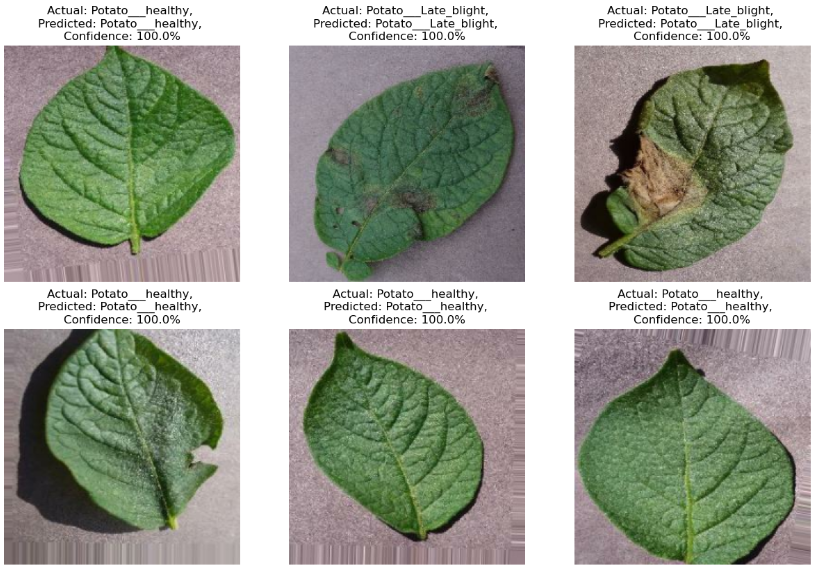 Actual: Potato___healthy,
Predicted: Potato___healthy,
Confidence: 100.0%
Actual: Potato___Late_blight,
Predicted: Potato___Late_blight,
Confidence: 100.0%
Actual: Potato___Late_blight,
Predicted: Potato___Late_blight,
Confidence: 100.0%
Actual: Potato___healthy,
Predicted: Potato___healthy,
Confidence: 100.0%
Actual: Potato___healthy,
Predicted: Potato___healthy,
Confidence: 100.0%
Actual: Potato___healthy,
Predicted: Potato___healthy,
Confidence: 100.0%